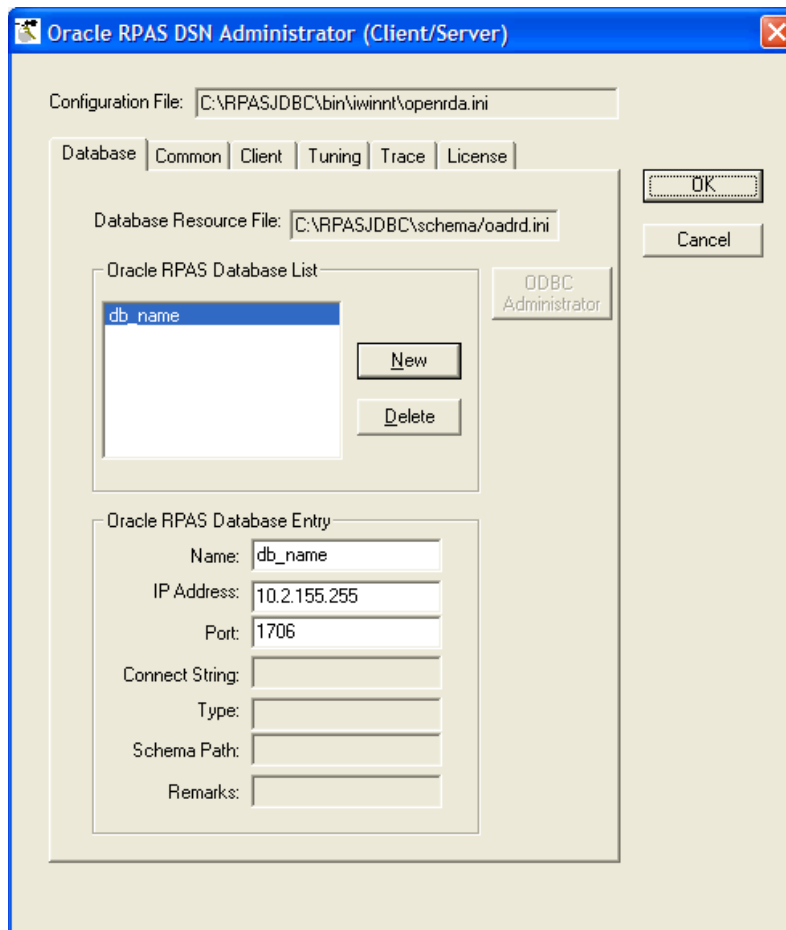 Oracle RPAS DSN Administrator (Client/Server)
Configuration File: C:\RPASJDBC\bin\iwinnt\openrda.ini
Database Common Client Tuning Trace License
OK
Cancel
Database Resource File: C:\RPASJDBC\schema/oadrd.ini
Oracle RPAS Database List
ODBC
Administrator
db_name
New
Delete
Oracle RPAS Database Entry
Name: db_name
IP Address: 10.2.155.255
Port: 1706
Connect String:
Type:
Schema Path:
Remarks: